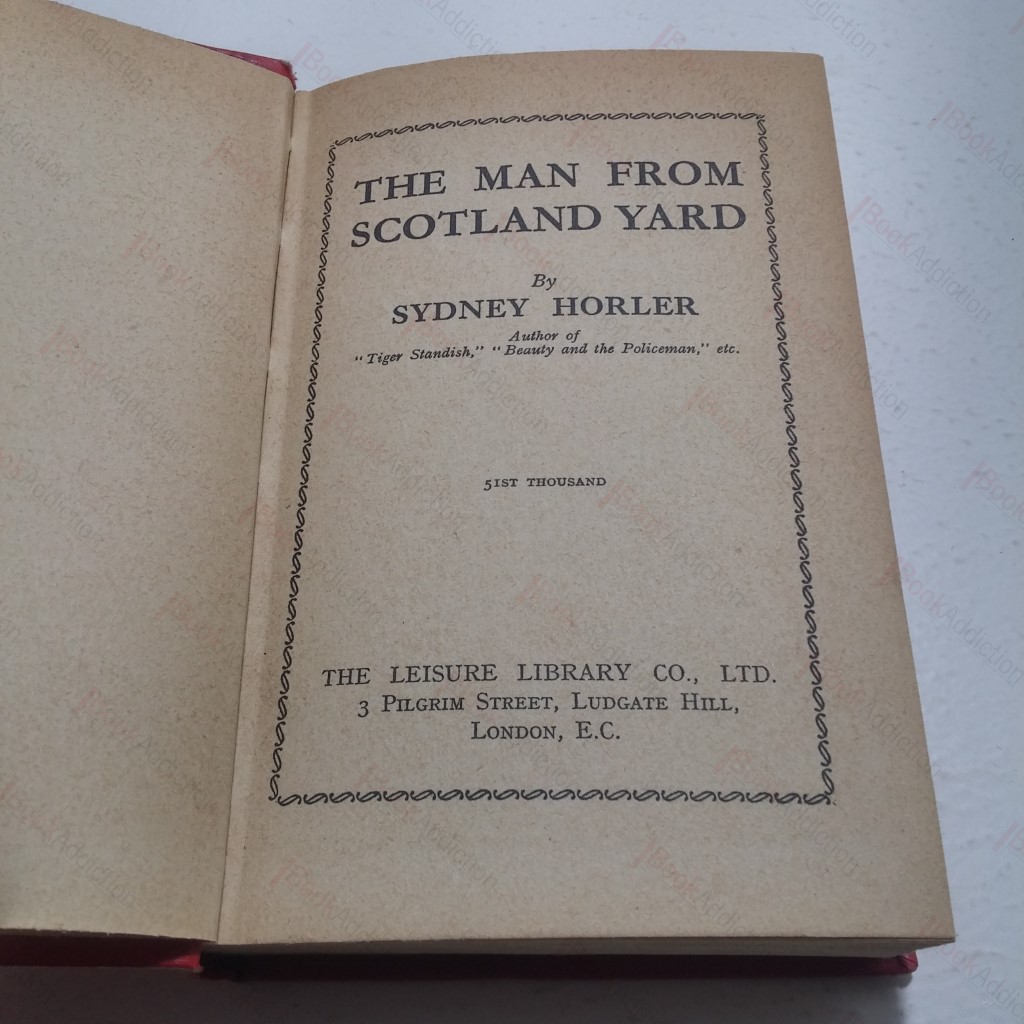 THE MAN FROM
SCOTLAND YARD
By
SYDNEY HORLER
Author of
"Tiger Standish," "Beauty and the Policeman," etc.
51ST THOUSAND
THE LEISURE LIBRARY CO., LTD.
3 PILGRIM STREET, LUDGATE HILL,
LONDON, E.C.